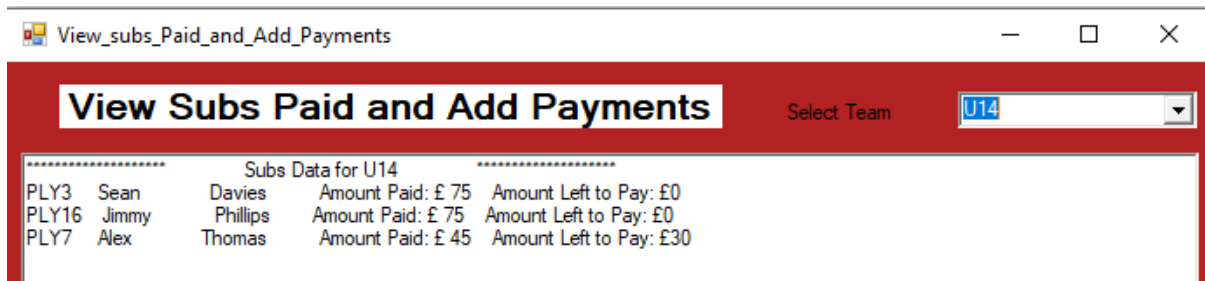 View_subs_Paid_and_Add_Payments
View Subs Paid and Add Payments Select Team U14
******************** Subs Data for U14 ********************
PLY3 Sean Davies Amount Paid: £ 75 Amount Left to Pay: £0
PLY16 Jimmy Phillips Amount Paid: £ 75 Amount Left to Pay: £0
PLY7 Alex Thomas Amount Paid: £ 45 Amount Left to Pay: £30